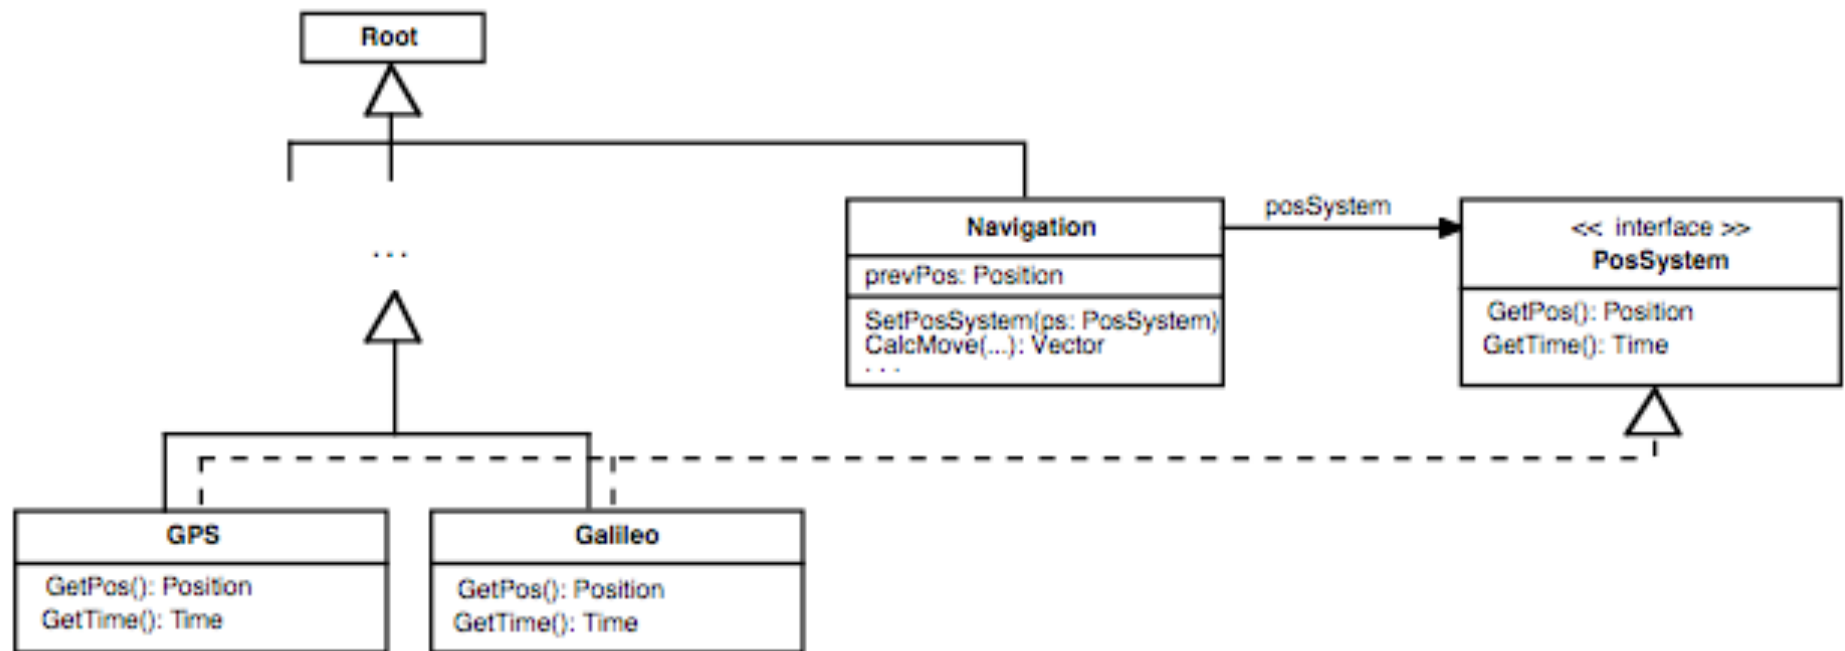 Root
. . .
Navigation
prevPos: Position
SetPosSystem(ps: PosSystem)
CalcMove(...): Vector
. . .
posSystem
<< interface >>
PosSystem
GetPos(): Position
GetTime(): Time
GPS
GetPos(): Position
GetTime(): Time
Galileo
GetPos(): Position
GetTime(): Time